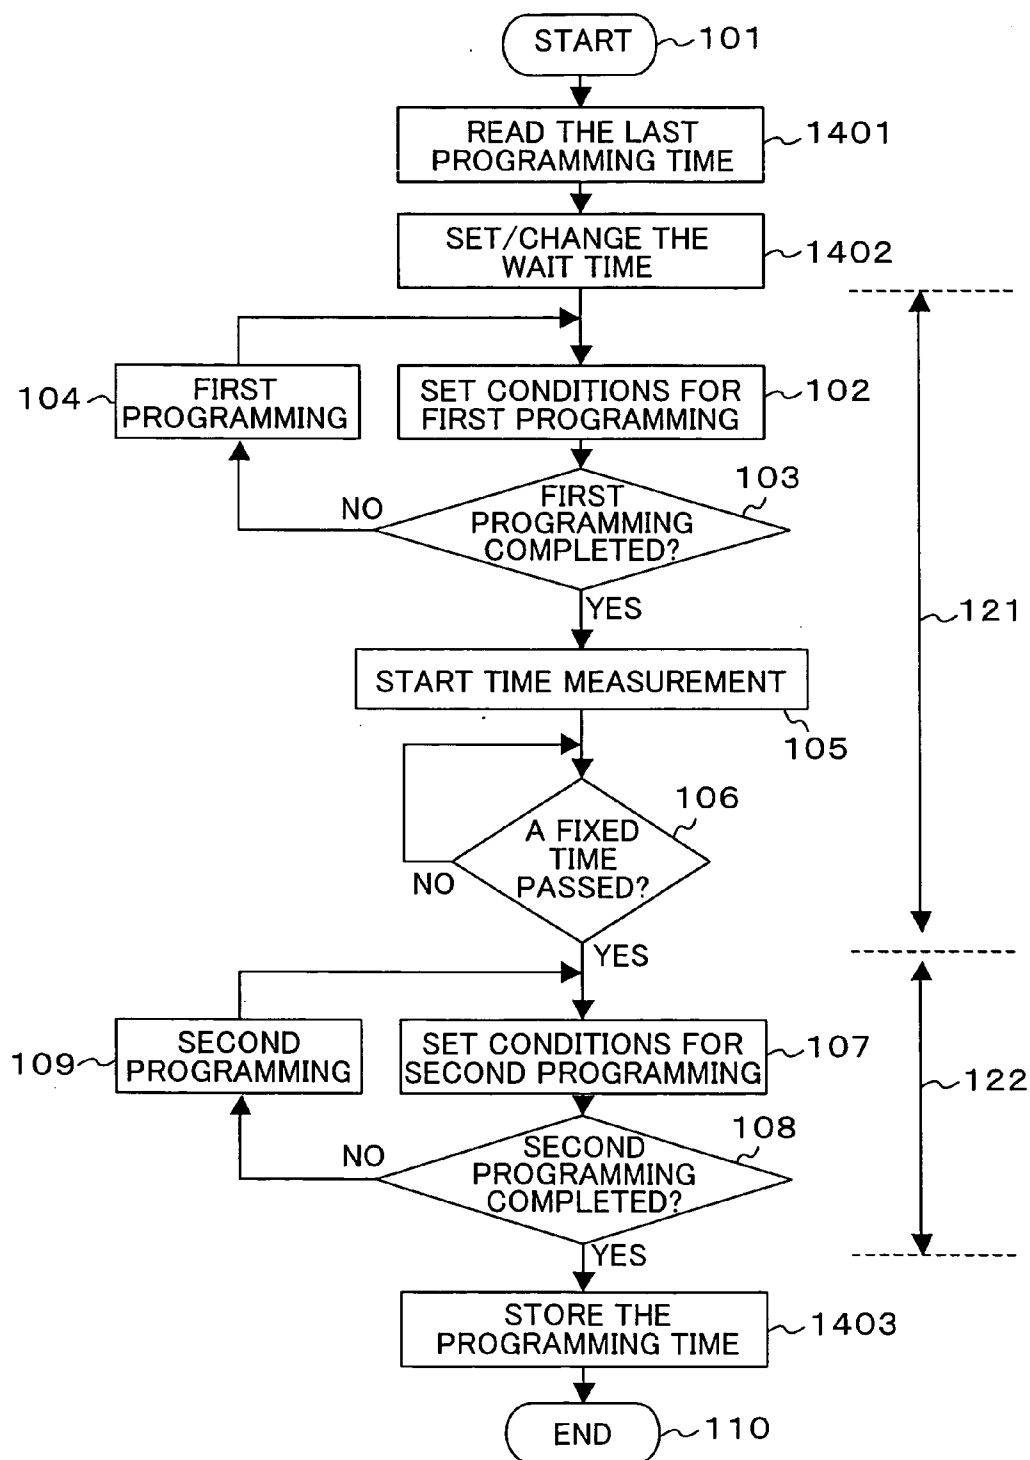 START
101
READ THE LAST
PROGRAMMING TIME
1401
SET/CHANGE THE
WAIT TIME
1402
104
FIRST
PROGRAMMING
SET CONDITIONS FOR
FIRST PROGRAMMING
102
103
NO
FIRST
PROGRAMMING
COMPLETED?
YES
121
START TIME MEASUREMENT
105
106
A FIXED
TIME
PASSED?
NO
YES
109
SECOND
PROGRAMMING
SET CONDITIONS FOR
SECOND PROGRAMMING
107
122
108
NO
SECOND
PROGRAMMING
COMPLETED?
YES
STORE THE
PROGRAMMING TIME
1403
END
110